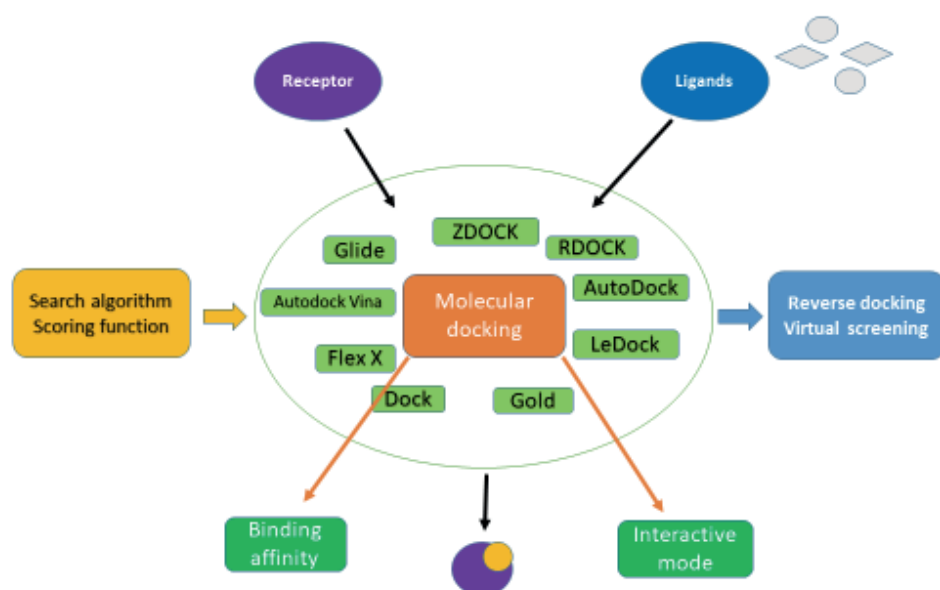 Receptor
Ligands
ZDOCK
RDOCK
Glide
AutoDock
Search algorithm
Scoring function
Autodock Vina
Molecular
docking
Reverse docking
Virtual screening
LeDock
Flex X
Dock
Gold
Binding
affinity
Interactive
mode